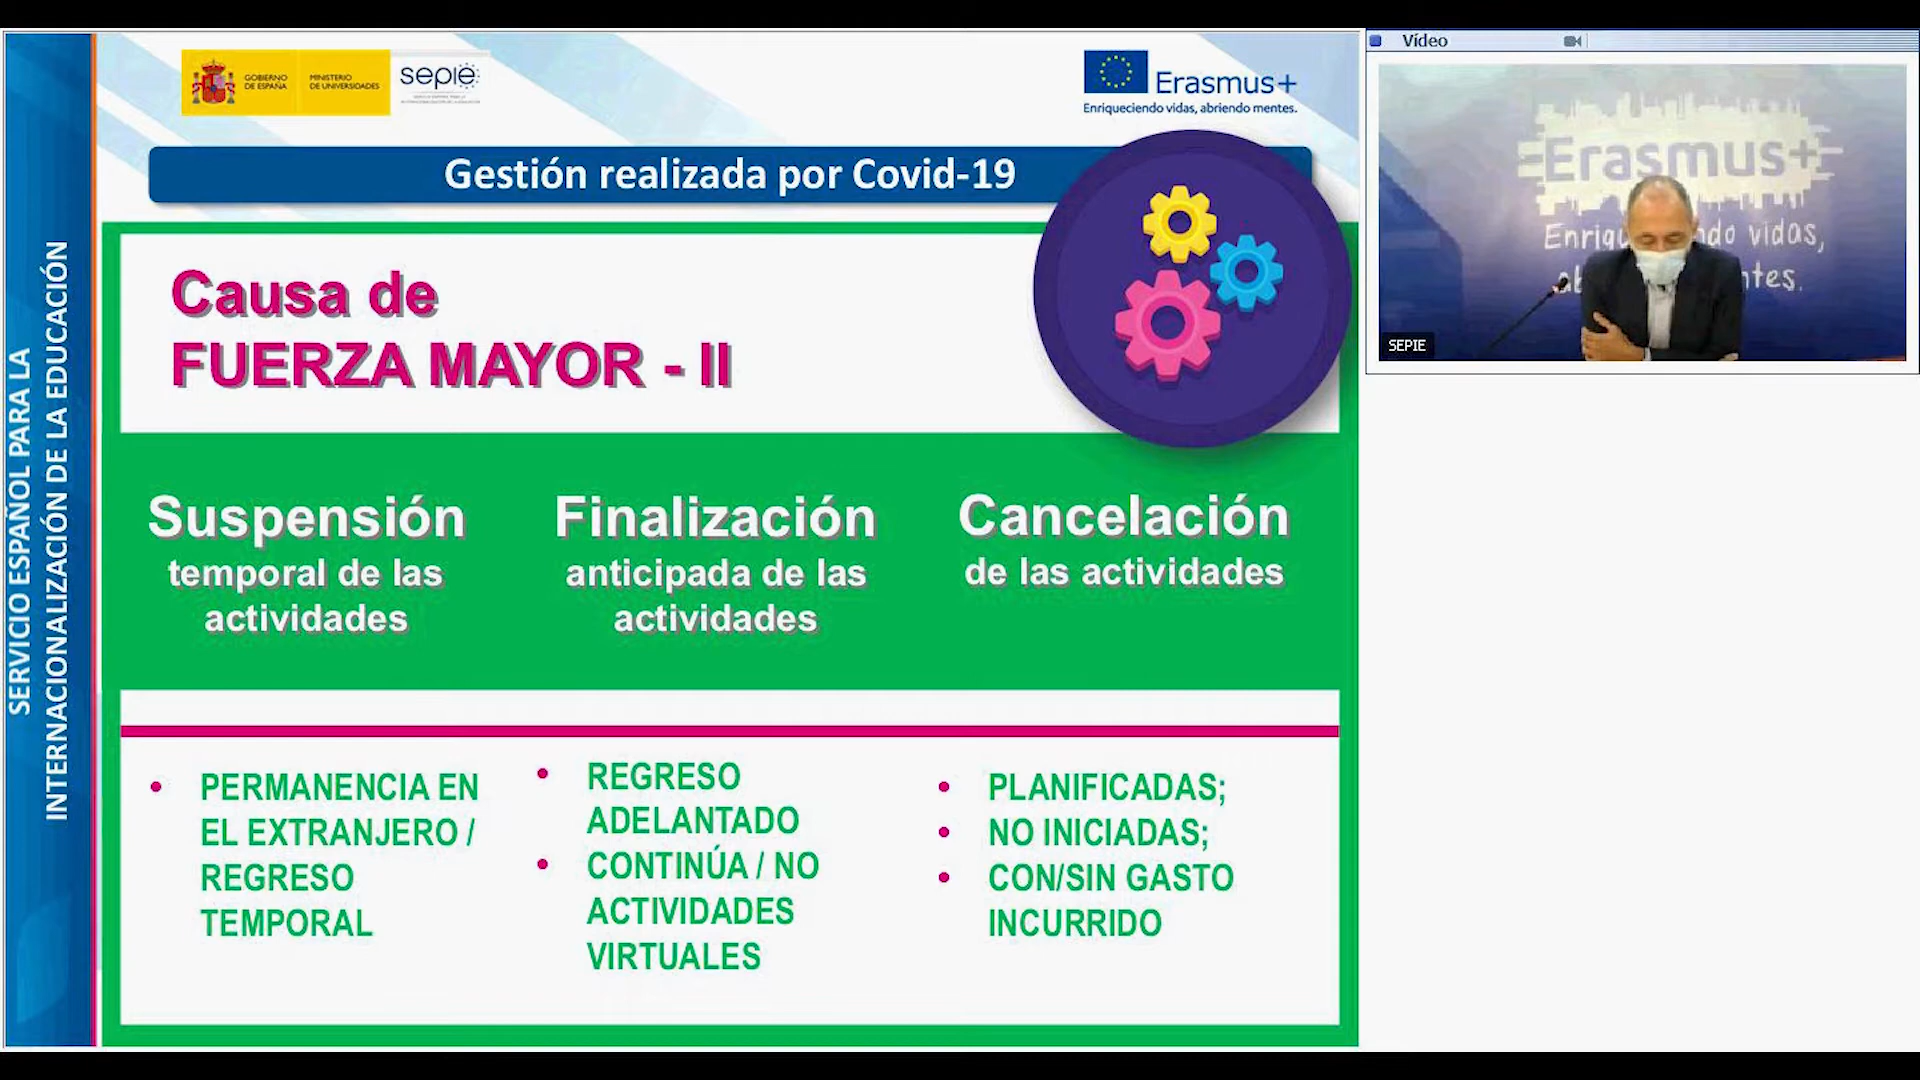 SERVICIO ESPAÑOL PARA LA
INTERNACIONALIZACIÓN DE LA EDUCACIÓN
GOBIERNO
DE ESPAÑA
MINISTERIO
DE UNIVERSIDADES
sepie
Erasmus+
Enriqueciendo vidas, abriendo mentes.
Gestión realizada por Covid-19
Causa de
FUERZA MAYOR - II
Suspensión
temporal de las
actividades
Finalización
anticipada de las
actividades
Cancelación
de las actividades
• PERMANENCIA EN
EL EXTRANJERO /
REGRESO
TEMPORAL
• REGRESO
ADELANTADO
• CONTINÚA / NO
ACTIVIDADES
VIRTUALES
• PLANIFICADAS;
• NO INICIADAS;
• CON/SIN GASTO
INCURRIDO
Vídeo
Erasmus+
vidas,
SEPIE